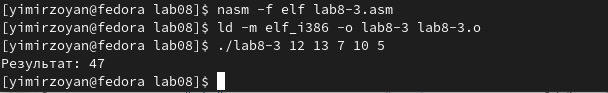 [yimirzoyan@fedora lab08]$ nasm -f elf lab8-3.asm
[yimirzoyan@fedora lab08]$ ld -m elf_i386 -o lab8-3 lab8-3.o
[yimirzoyan@fedora lab08]$ ./lab8-3 12 13 7 10 5
Результат: 47
[yimirzoyan@fedora lab08]$